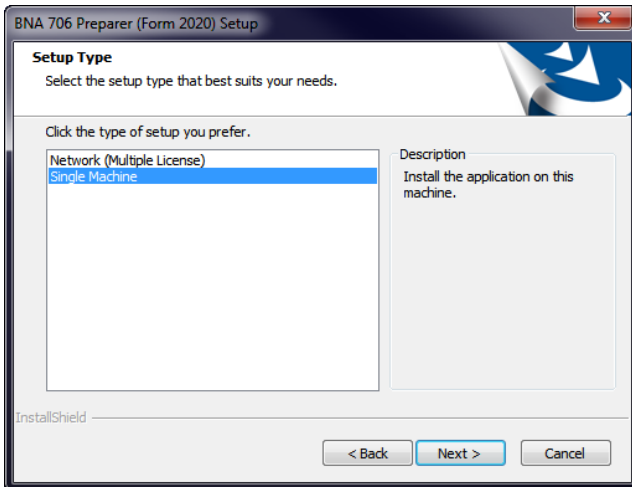 BNA 706 Preparer (Form 2020) Setup
Setup Type
Select the setup type that best suits your needs.
Click the type of setup you prefer.
Network (Multiple License)
Single Machine
Description
Install the application on this
machine.
InstallShield
< Back
Next >
Cancel